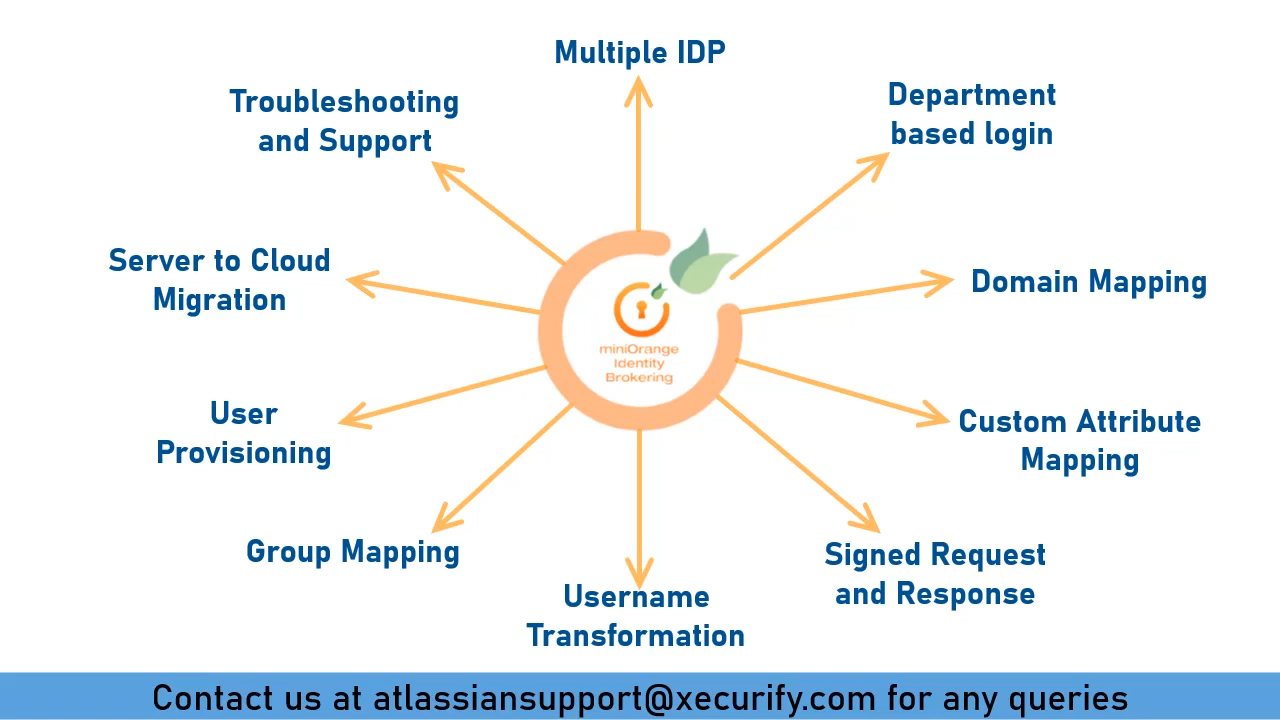 Multiple IDP
Department
based login
Domain Mapping
Custom Attribute
Mapping
Signed Request
and Response
Username
Transformation
Group Mapping
User
Provisioning
Server to Cloud
Migration
Troubleshooting
and Support
miniOrange
Identity
Brokering
Contact us at atlassiansupport@xecurify.com for any queries